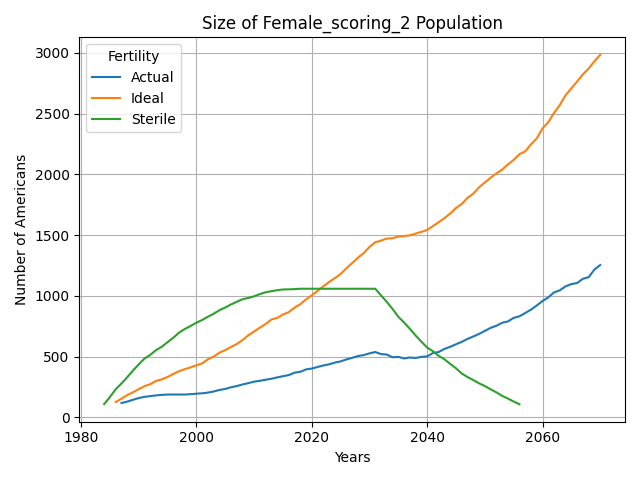 Size of Female_scoring_2 Population
Fertility
Actual
Ideal
Sterile
Number of Americans
3000
2500
2000
1500
1000
500
0
1980 2000 2020 2040 2060
Years